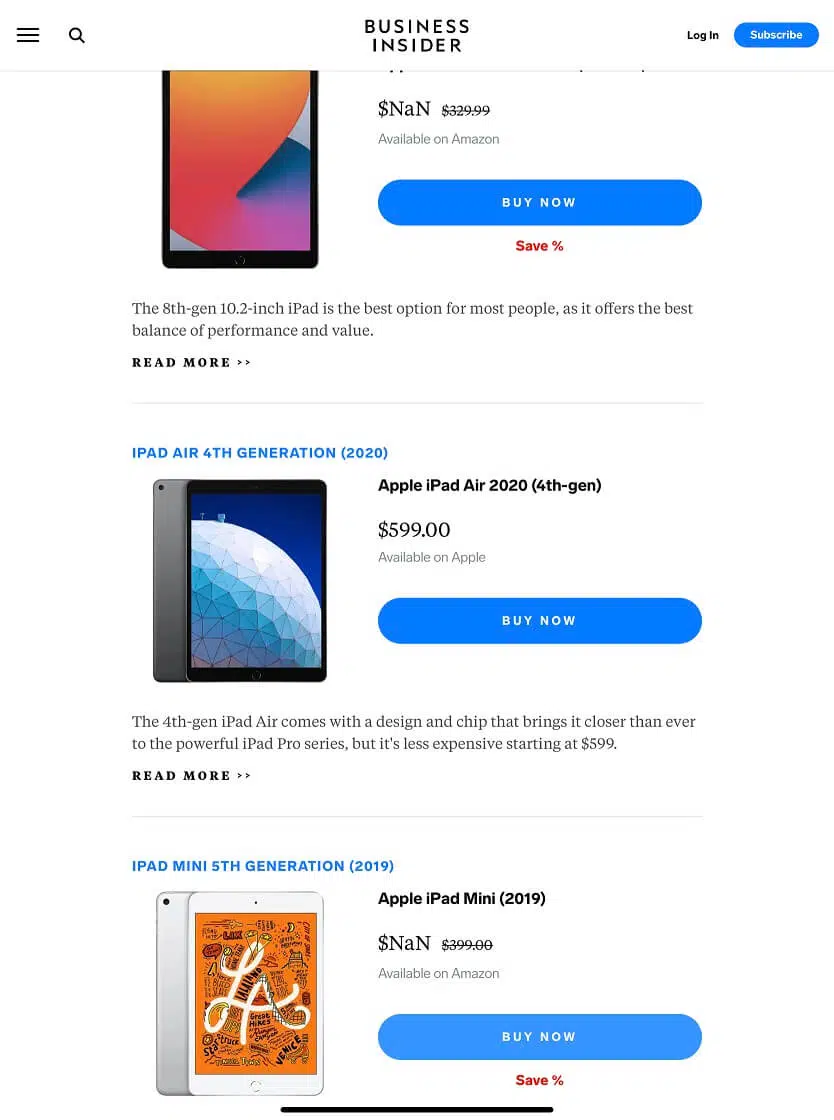 BUSINESS
INSIDER
Log In
Subscribe
$NaN $329.99
Available on Amazon
BUY NOW
Save %
The 8th-gen 10.2-inch iPad is the best option for most people, as it offers the best
balance of performance and value.
READ MORE >>
IPAD AIR 4TH GENERATION (2020)
Apple iPad Air 2020 (4th-gen)
$599.00
Available on Apple
BUY NOW
The 4th-gen iPad Air comes with a design and chip that brings it closer than ever
to the powerful iPad Pro series, but it's less expensive starting at $599.
READ MORE >>
IPAD MINI 5TH GENERATION (2019)
Apple iPad Mini (2019)
$NaN $399.00
Available on Amazon
LALALAND
Great
Hikes
VENICE
BUY NOW
Save %